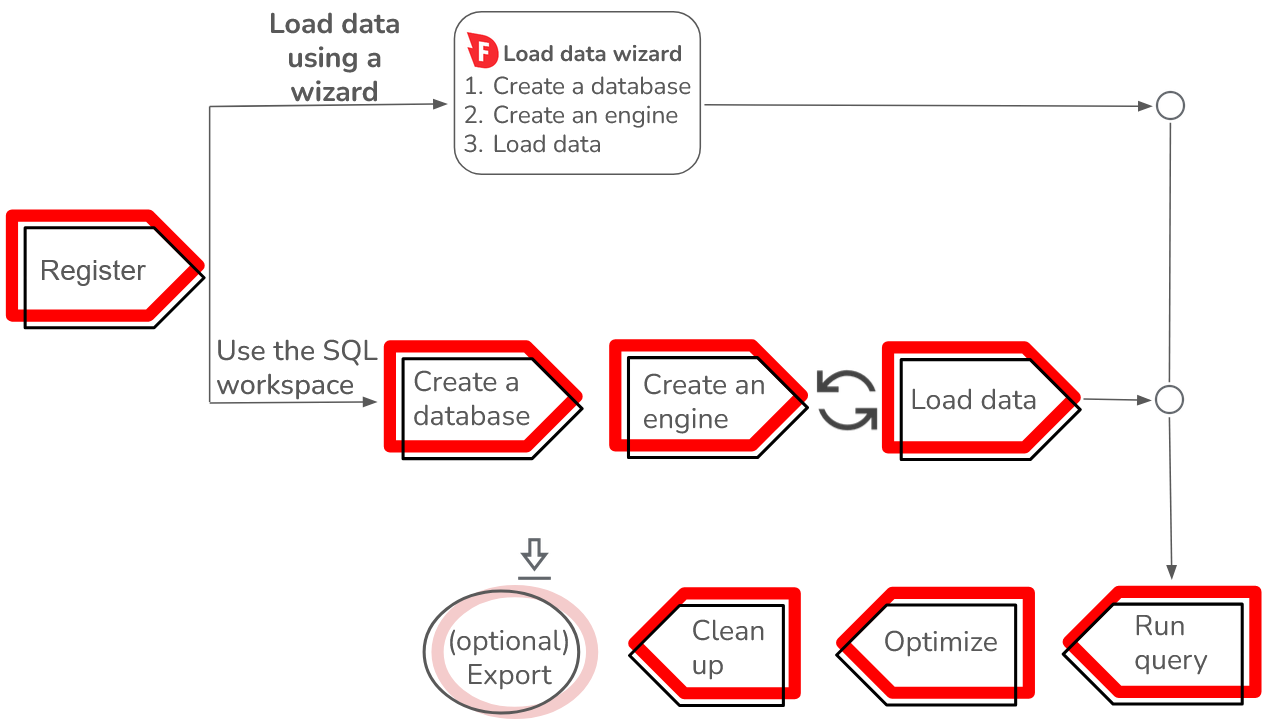 Load data
using a
wizard
F Load data wizard
1. Create a database
2. Create an engine
3. Load data
Register
Use the SQL
workspace
Create a
database
Create an
engine
Load data
(optional)
Export
Clean
up
Optimize
Run
query